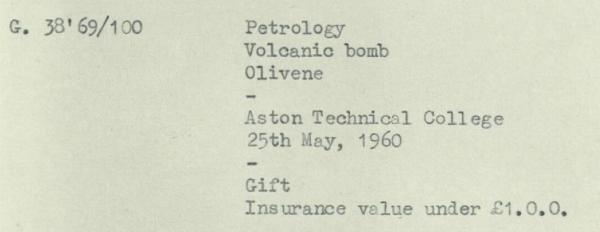 G. 38'69/100 Petrology
Volcanic bomb
Olivene
-
Aston Technical College
25th May, 1960
-
Gift
Insurance value under £1.0.0.